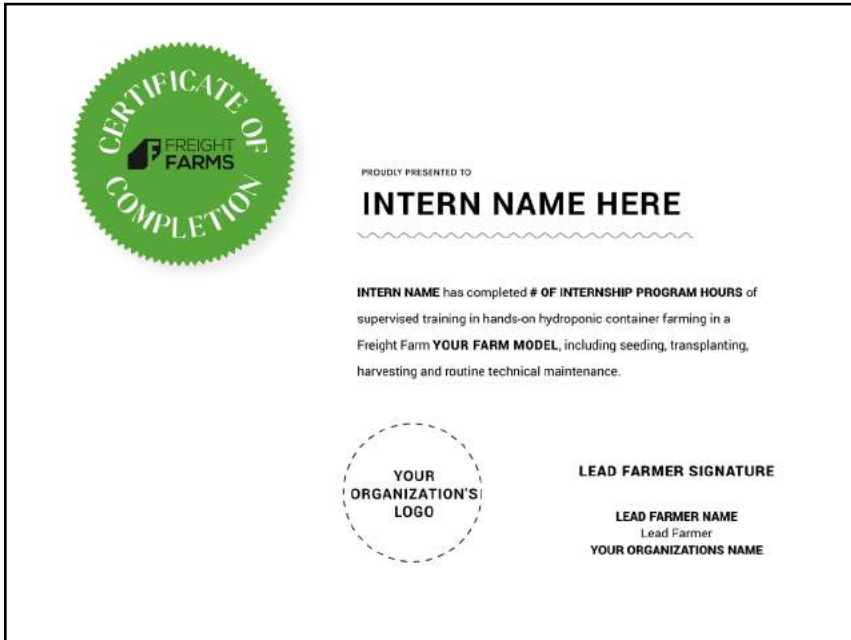 CERTIFICATE OF
FREIGHT
FARMS
COMPLETION
PROUDLY PRESENTED TO
INTERN NAME HERE
INTERN NAME has completed # OF INTERNSHIP PROGRAM HOURS of
supervised training in hands-on hydroponic container farming in a
Freight Farm YOUR FARM MODEL, including seeding, transplanting,
harvesting and routine technical maintenance.
YOUR
ORGANIZATION'S
LOGO
LEAD FARMER SIGNATURE
LEAD FARMER NAME
Lead Farmer
YOUR ORGANIZATIONS NAME